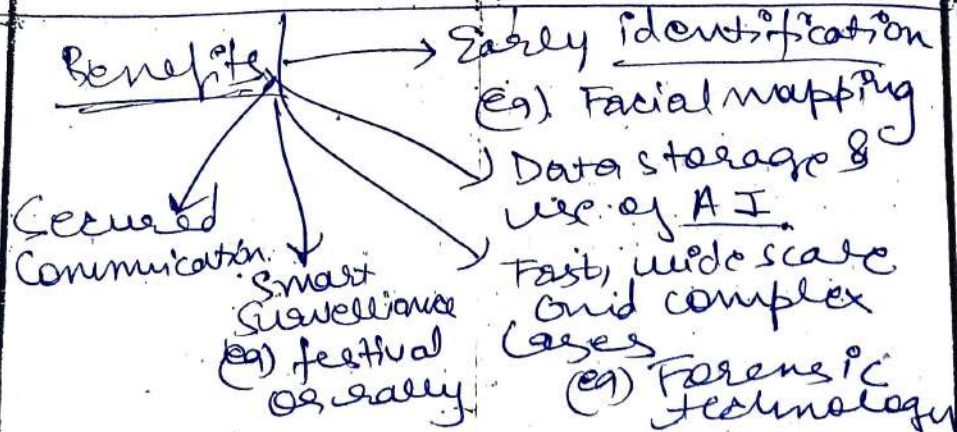 Benefits
Early identification
(eg) Facial mapping
Data storage &
use of AI.
Fast, wide scale
and complex
cases
(eg) Forensic
technology
Smart
Survelliance
(eg) festival
or rally
Secured
Communication.